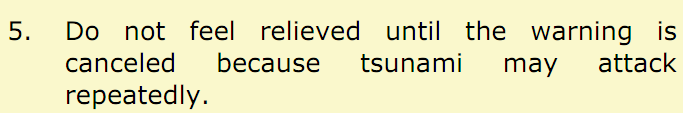 5. Do not feel relieved until the warning is
canceled because tsunami may attack
repeatedly.